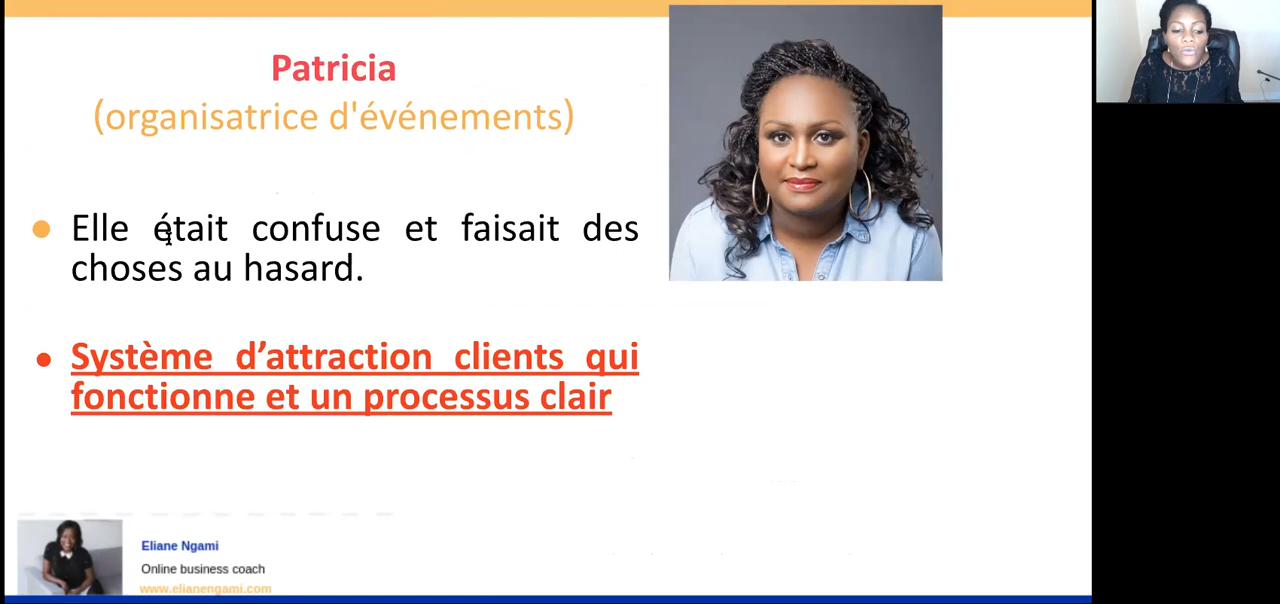 Patricia
(organisatrice d'événements)
Elle était confuse et faisait des
choses au hasard.
Système d’attraction clients qui
fonctionne et un processus clair
Eliane Ngami
Online business coach
www.elianengami.com